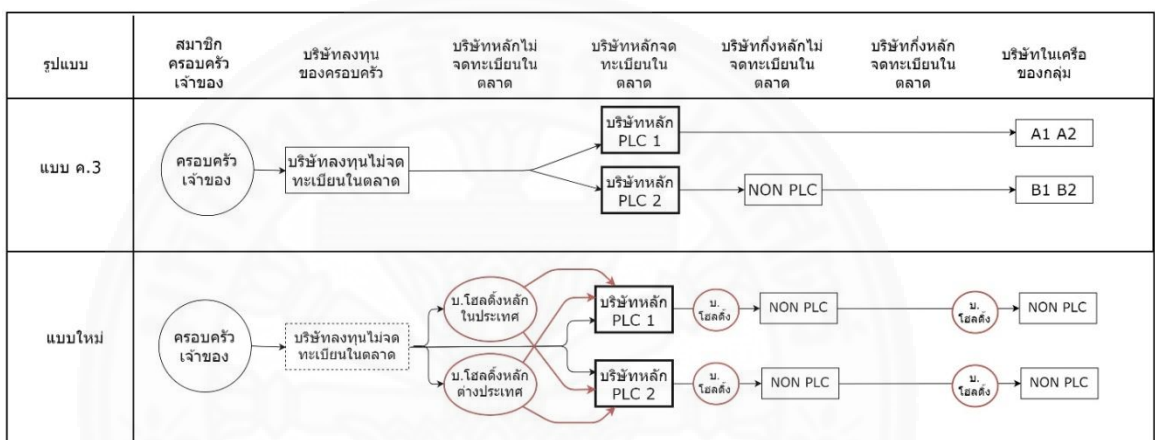 รูปแบบ
สมาชิก
ครอบครัว
เจ้าของ
บริษัทลงทุน
ของครอบครัว
บริษัทหลักไม่
จดทะเบียนใน
ตลาด
บริษัทหลักจด
ทะเบียนใน
ตลาด
บริษัทกึ่งหลักไม่
จดทะเบียนใน
ตลาด
บริษัทกึ่งหลัก
จดทะเบียนใน
ตลาด
บริษัทในเครือ
ของกลุ่ม
แบบ ค.3
ครอบครัว
เจ้าของ
บริษัทลงทุนไม่จด
ทะเบียนในตลาด
บริษัทหลัก
PLC 1
A1 A2
บริษัทหลัก
PLC 2
NON PLC
B1 B2
แบบใหม่
ครอบครัว
เจ้าของ
บริษัทลงทุนไม่จด
ทะเบียนในตลาด
บ.โฮลดิ้งหลัก
ในประเทศ
บ.โฮลดิ้งหลัก
ต่างประเทศ
บริษัทหลัก
PLC 1
บ.
โฮลดิ้ง
NON PLC
บ.
โฮลดิ้ง
NON PLC
บริษัทหลัก
PLC 2
บ.
โฮลดิ้ง
NON PLC
บ.
โฮลดิ้ง
NON PLC